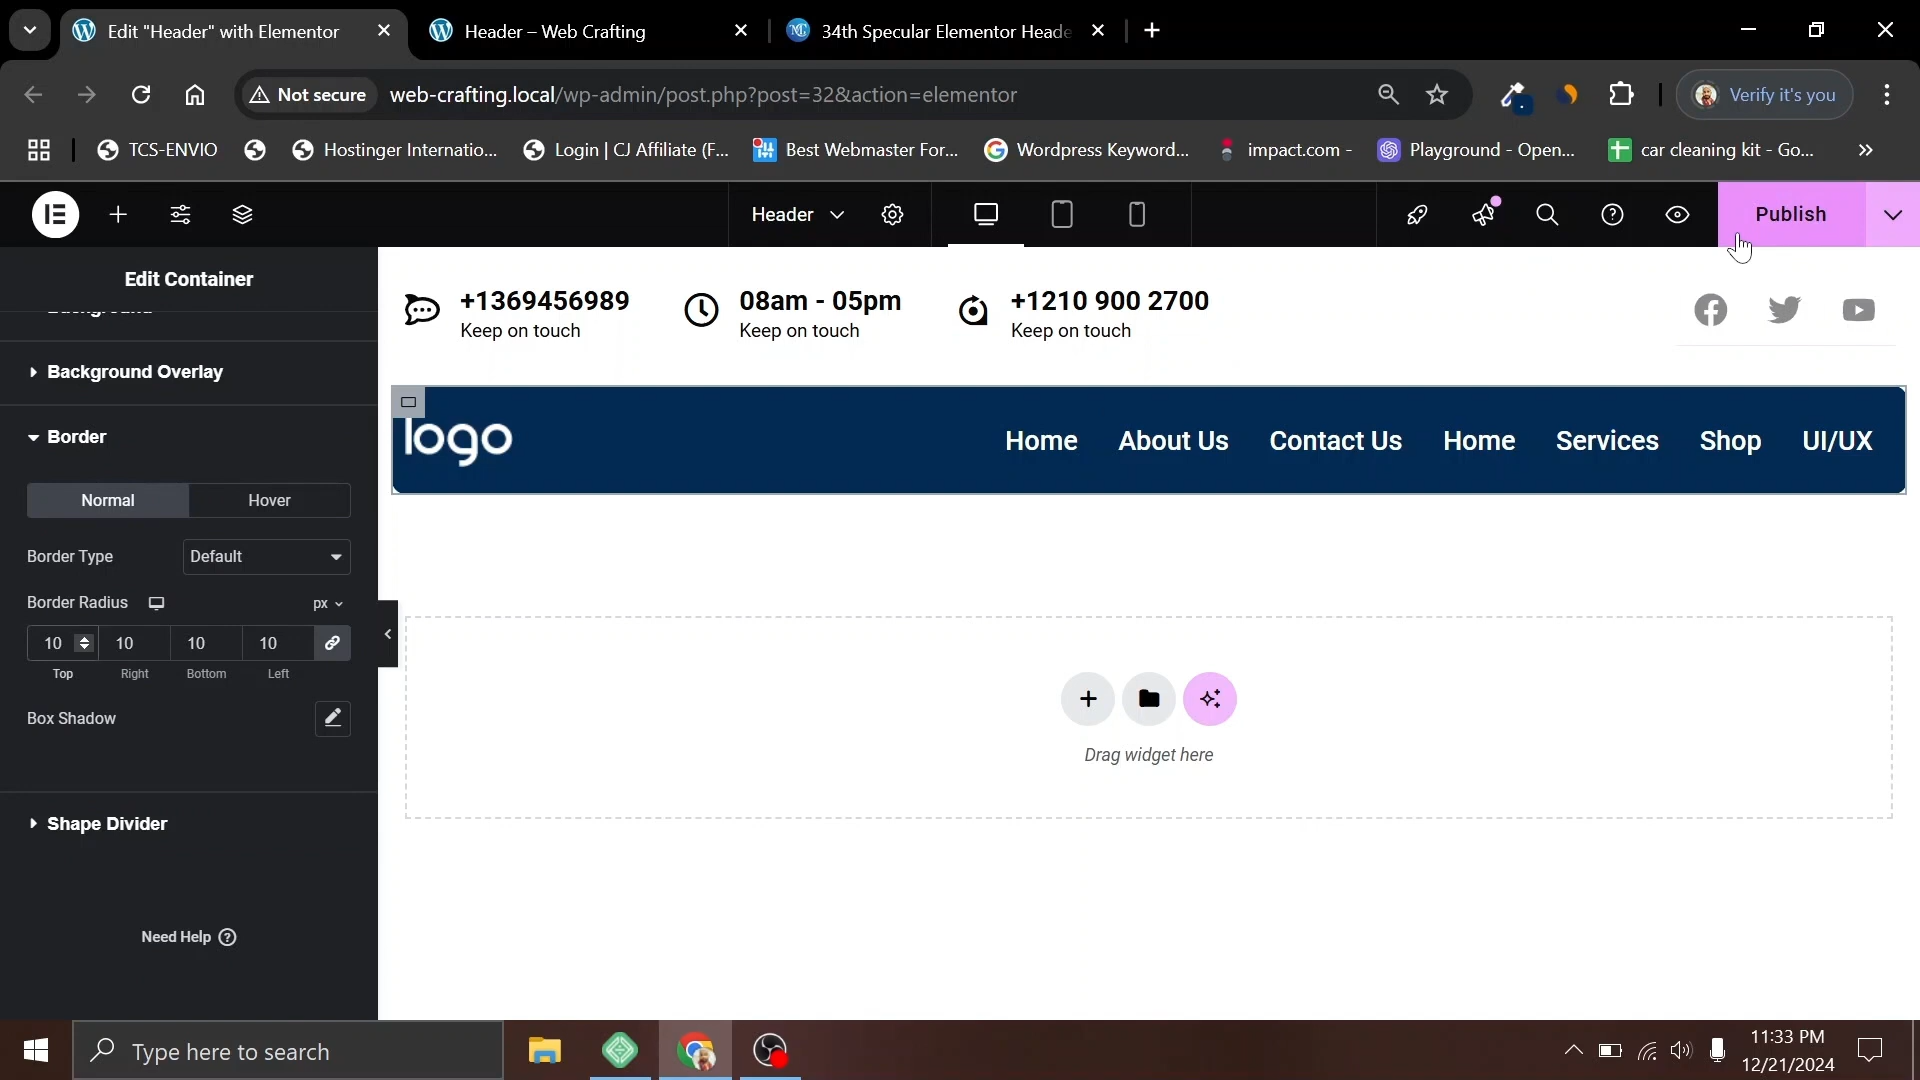 Edit "Header" with Elementor
Header – Web Crafting
34th Specular Elementor Heade
Not secure
web-crafting.local/wp-admin/post.php?post=32&action=elementor
Verify it's you
TCS-ENVIO
Hostinger Internatio...
Login | CJ Affiliate (F...
Best Webmaster For...
Wordpress Keyword...
impact.com -
Playground - Open...
car cleaning kit - Go...
Header
Publish
Edit Container
Background
Background Overlay
Border
Normal
Hover
Border Type
Default
Border Radius
px
10
10
10
10
Top
Right
Bottom
Left
Box Shadow
Shape Divider
Need Help
+1369456989
Keep on touch
08am - 05pm
Keep on touch
+1210 900 2700
Keep on touch
logo
Home
About Us
Contact Us
Home
Services
Shop
UI/UX
Drag widget here
Type here to search
11:33 PM
12/21/2024